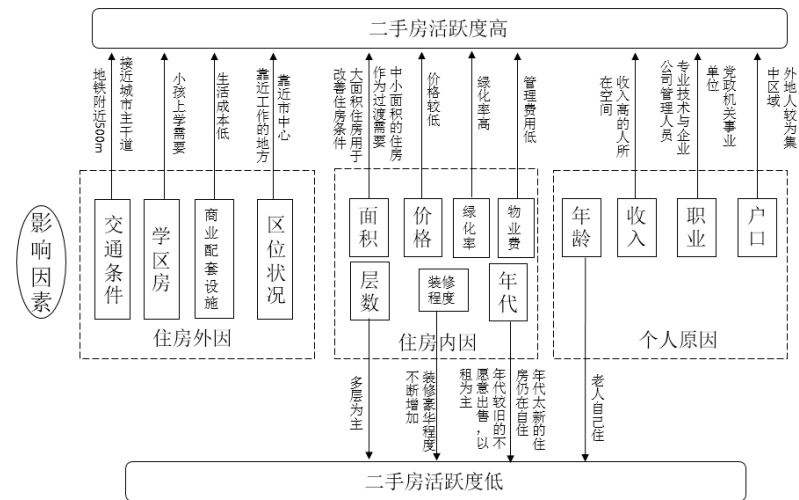 二手房活跃度高
接近城市主干道
地铁附近500m
小孩上学需要
生活成本低
靠近市中心
靠近工作的地方
中小面积的住房
作为过渡需要
大面积住房用于
改善住房条件
价格较低
绿化率高
管理费用低
收入高的人所
在空间
专业技术与企业
公司管理人员
党政机关事业
单位
外地人较为集
中区域
影响因素
交通条件
学区房
商业配套设施
区位状况
住房外因
面积
价格
绿化率
物业费
层数
装修
程度
年代
住房内因
年龄
收入
职业
户口
个人原因
多层为主
装修豪华程度
不断增加
年代较旧的不
愿意出售，以
租为主
年代太新的住
房仍在自住
老人自己住
二手房活跃度低